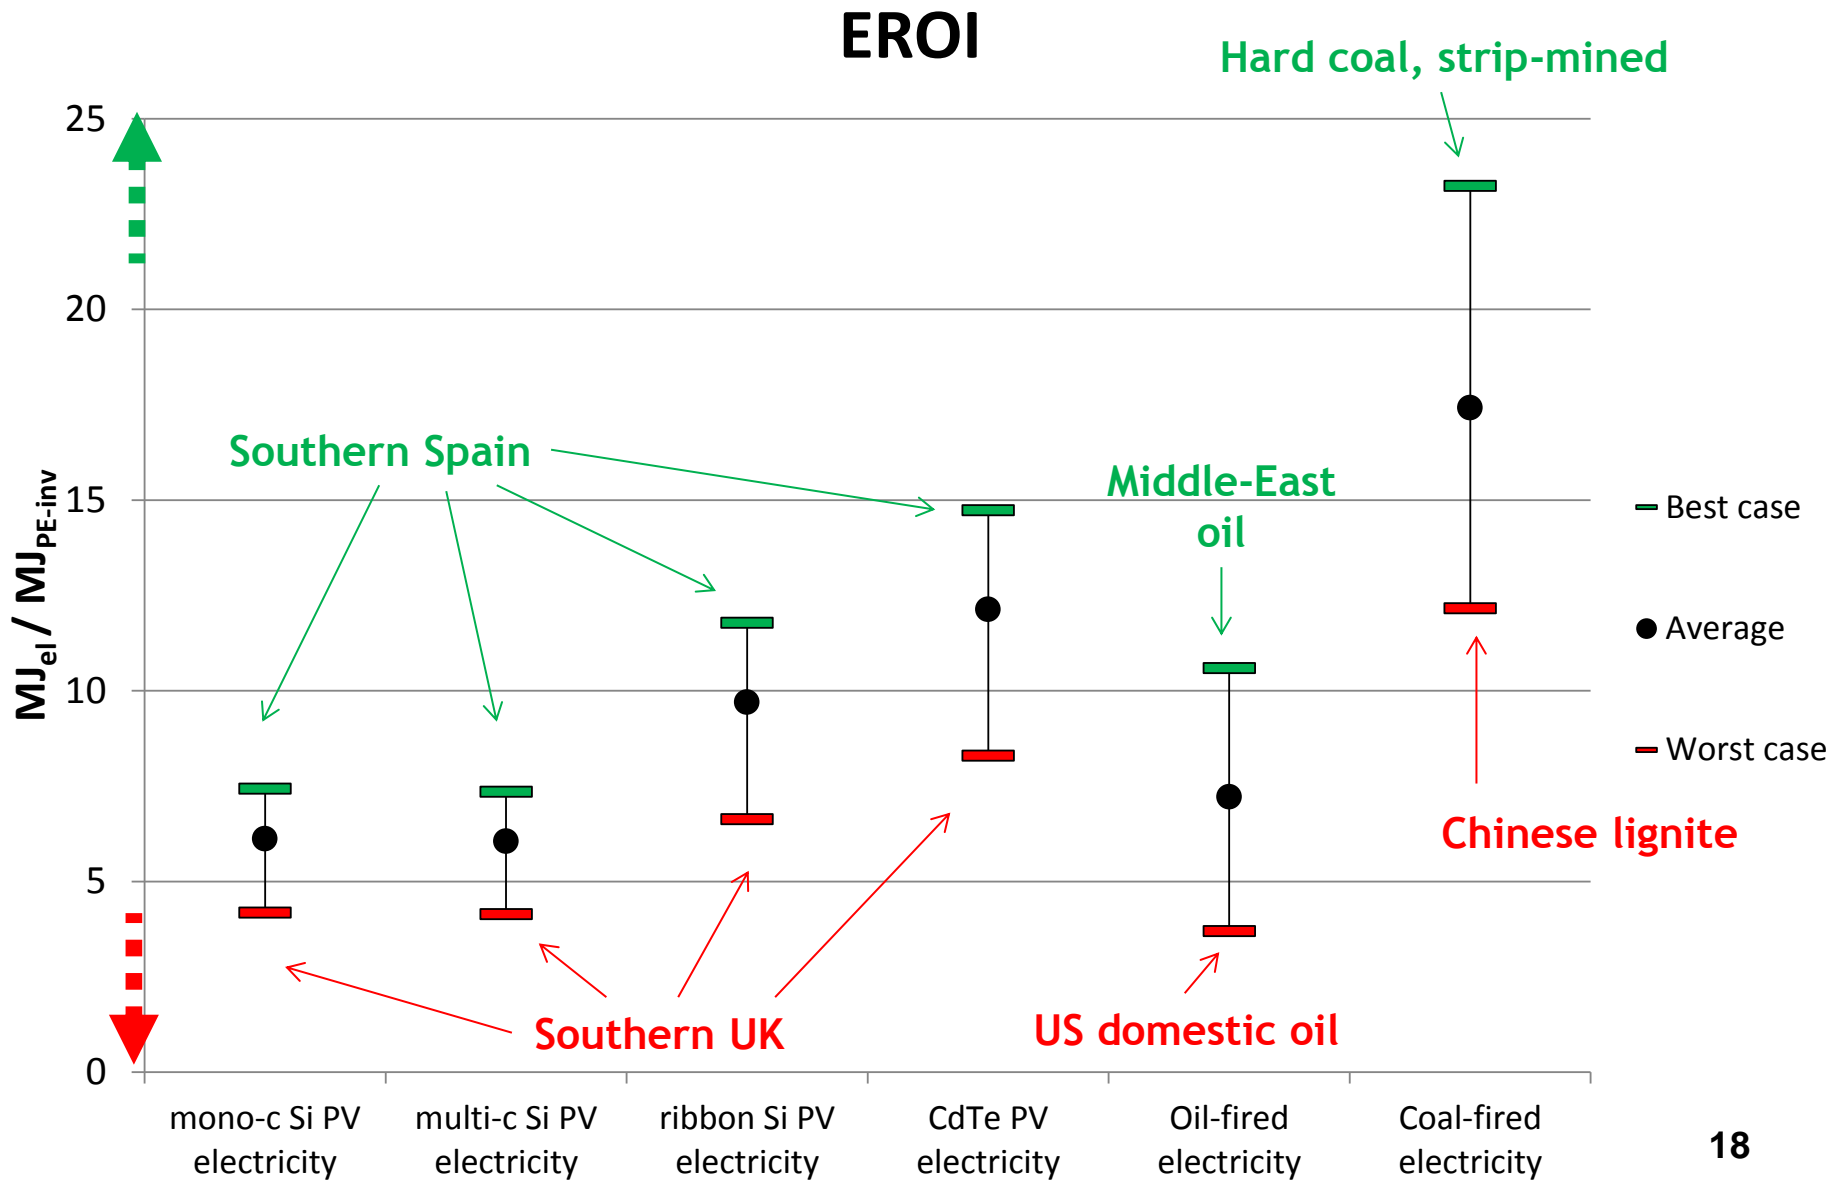 EROI
Hard coal, strip-mined
25
20
15
10
5
0
MJel / MJPE-inv
Southern Spain
Middle-East
oil
Best case
Average
Worst case
Chinese lignite
Southern UK
US domestic oil
mono-c Si PV
electricity
multi-c Si PV
electricity
ribbon Si PV
electricity
CdTe PV
electricity
Oil-fired
electricity
Coal-fired
electricity
18